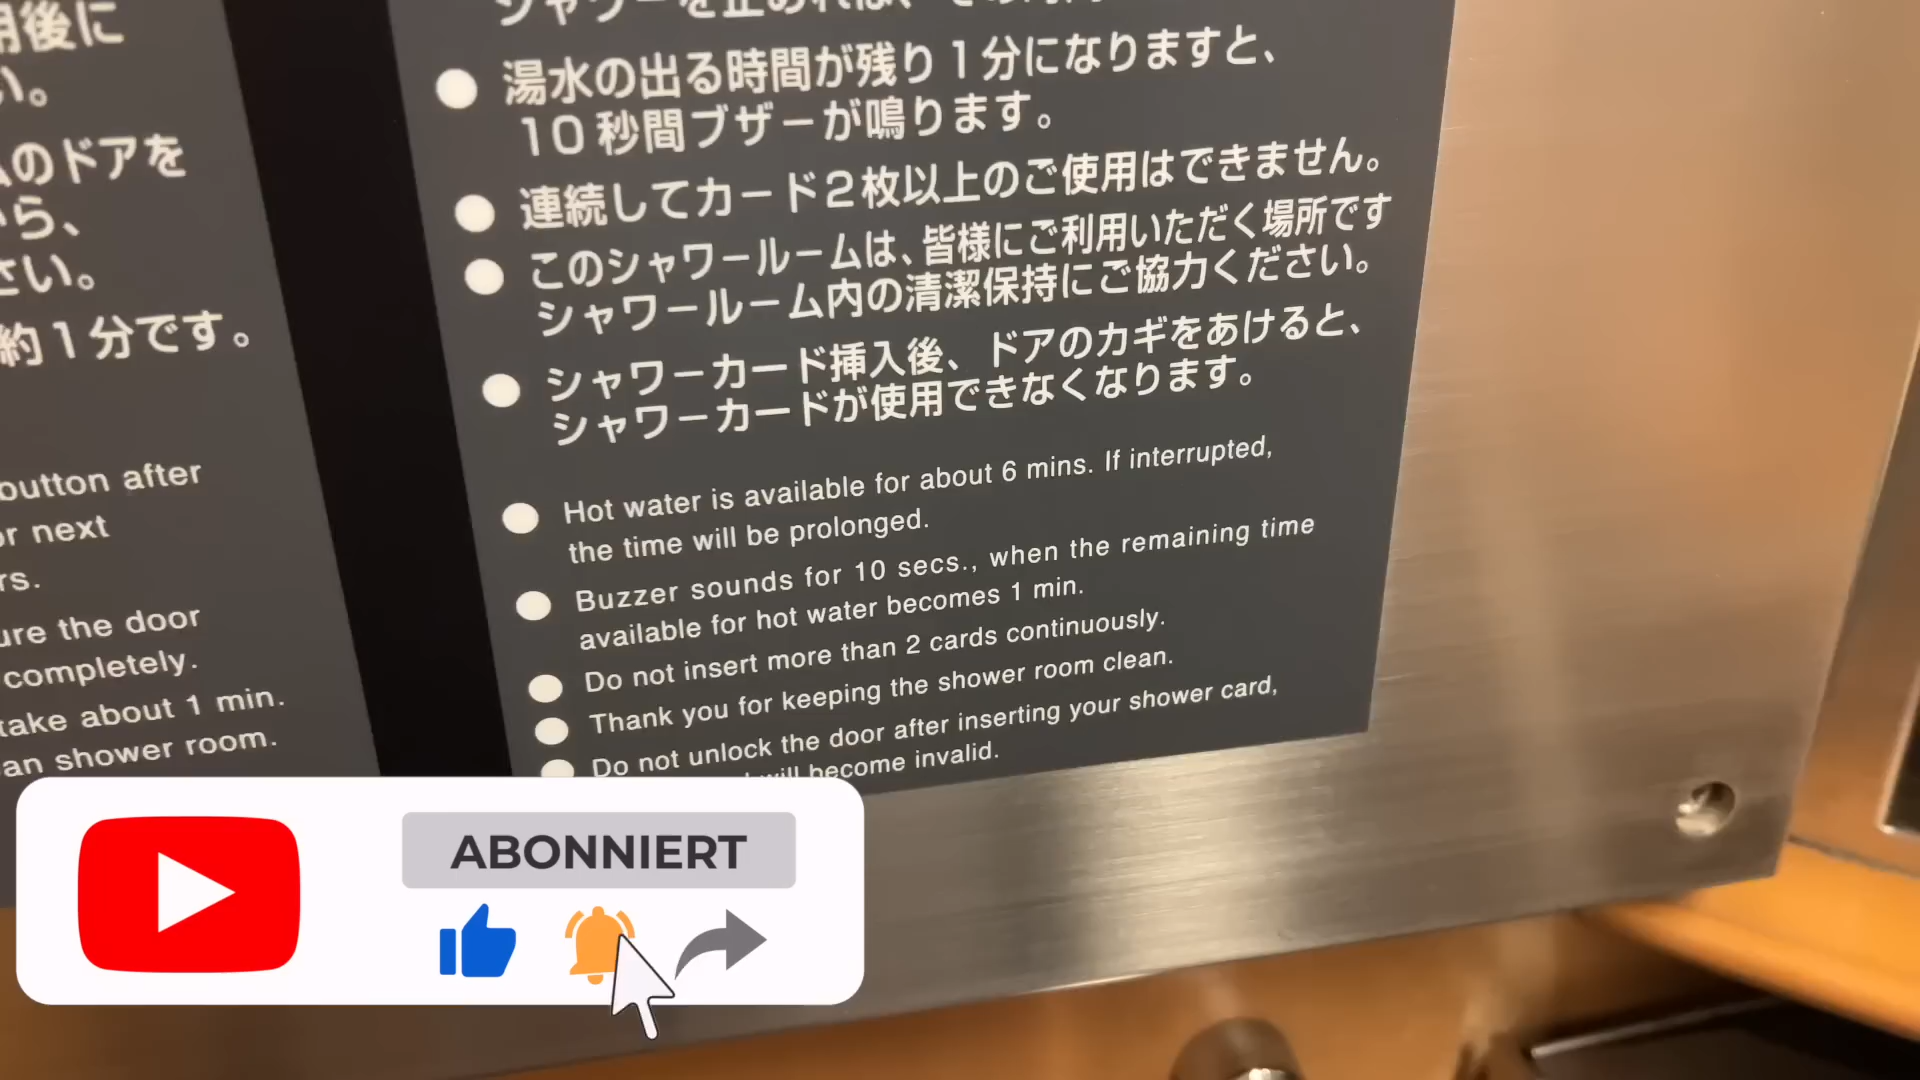 用後に
い。
ムのドアを
から、
さい。
約1分です。
button after
or next
rs.
ure the door
completely.
take about 1 min.
an shower room.
湯水の出る時間が残り1分になりますと、
10秒間ブザーが鳴ります。
連続してカード2枚以上のご使用はできません。
このシャワールームは、皆様にご利用いただく場所です
シャワールーム内の清潔保持にご協力ください。
シャワーカード挿入後、ドアのカギをあけると、
シャワーカードが使用できなくなります。
Hot water is available for about 6 mins. If interrupted,
the time will be prolonged.
Buzzer sounds for 10 secs., when the remaining time
available for hot water becomes 1 min.
Do not insert more than 2 cards continuously.
Thank you for keeping the shower room clean.
Do not unlock the door after inserting your shower card,
will become invalid.
ABONNIERT